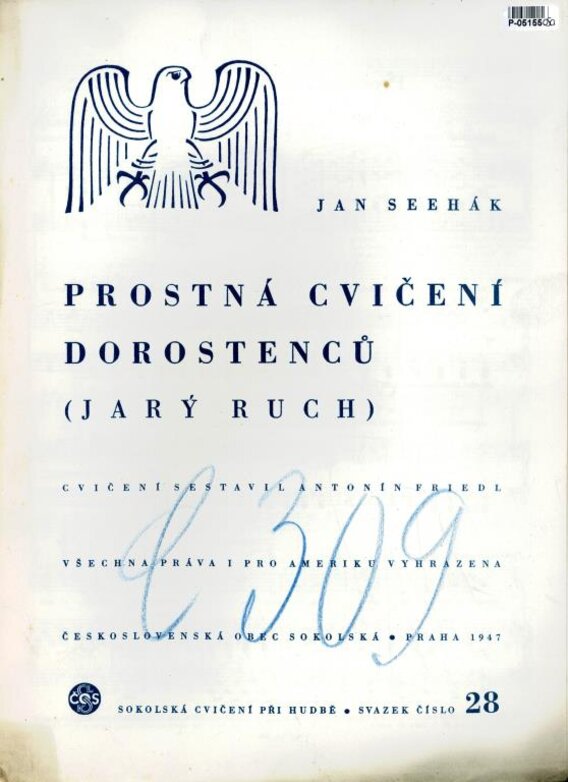 P-0515500
JAN SEEHÁK
PROSTNÁ CVIČENÍ
DOROSTENCŮ
(JARÝ RUCH)
CVIČENÍ SESTAVIL ANTONÍN FRIEDL
VŠECHNA PRÁVA I PRO AMERIKU VYHRAZENA
ČESKOSLOVENSKÁ OBEC SOKOLSKÁ • PRAHA 1947
ČOS SOKOLSKÁ CVIČENÍ PŘI HUDBĚ • SVAZEK ČÍSLO 28
309